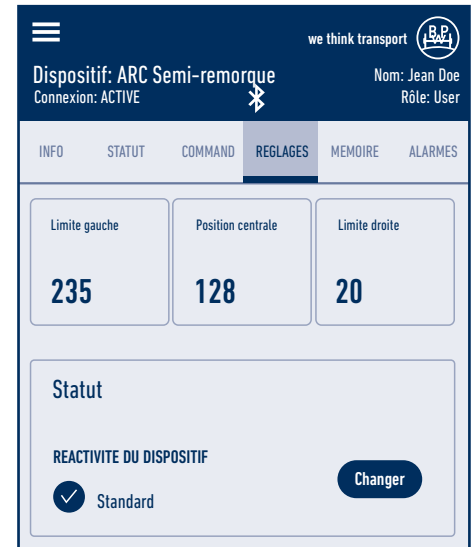 we think transport BPW
Dispositif: ARC Semi-remorque Nom: Jean Doe
Connexion: ACTIVE Rôle: User
INFO STATUT COMMAND REGLAGES MEMOIRE ALARMES
Limite gauche Position centrale Limite droite
235 128 20
Statut
REACTIVITE DU DISPOSITIF
Standard Changer